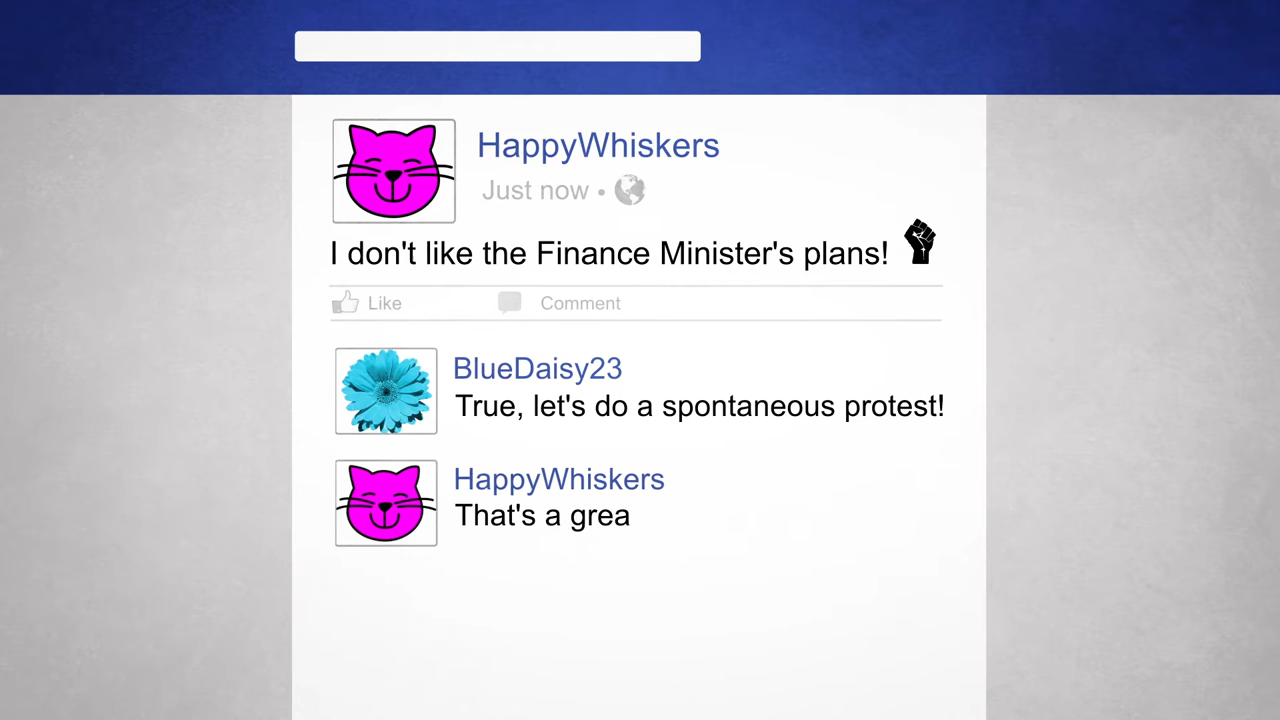 HappyWhiskers
Just now •
I don't like the Finance Minister's plans!
Like Comment
BlueDaisy23
True, let's do a spontaneous protest!
HappyWhiskers
That's a grea